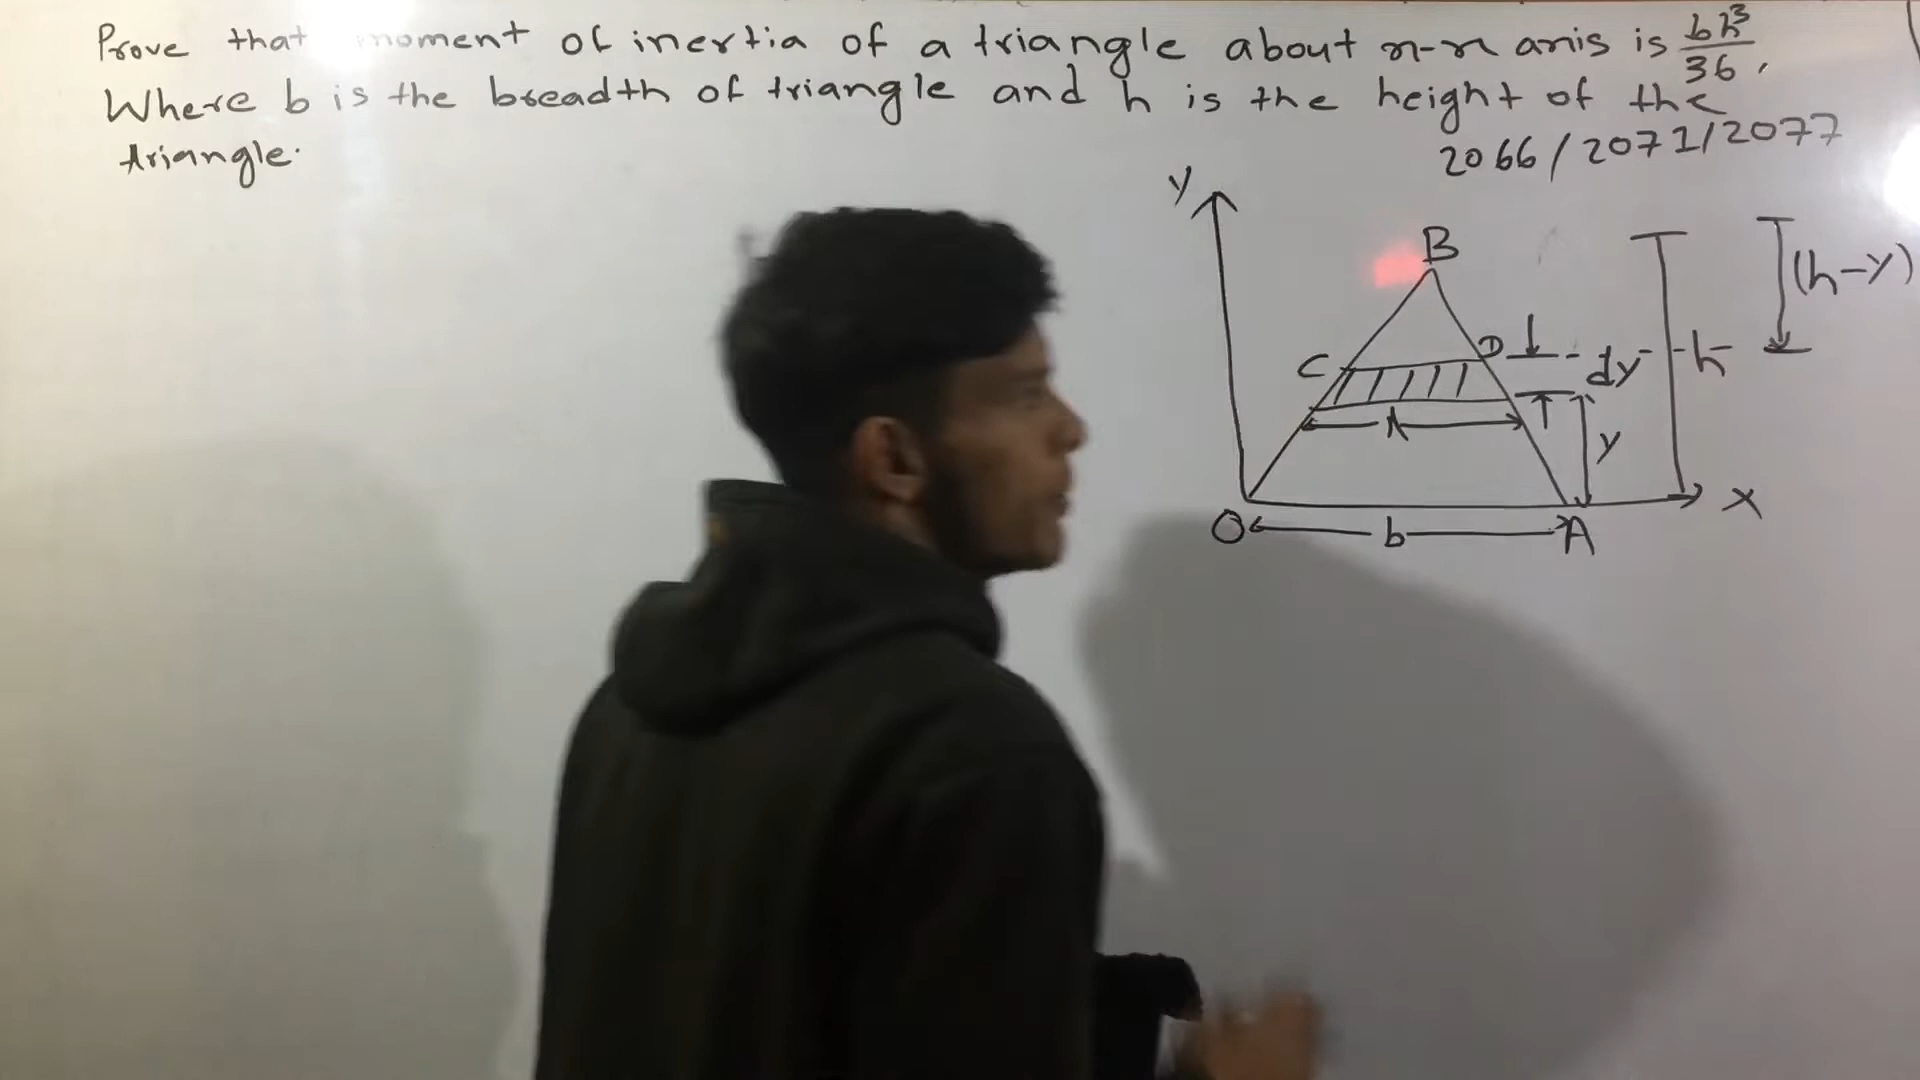 Prove that moment of inertia of a triangle about x-x axis is bh³/36,
Where b is the breadth of triangle and h is the height of the
triangle.
2066/2071/2077
y
B
(h-y)
C
D
dy
h
y
x
O
b
A